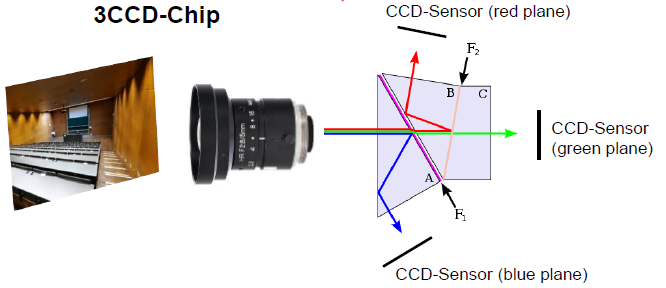 3CCD-Chip
CCD-Sensor (red plane)
F2
B
C
CCD-Sensor
(green plane)
A
F1
CCD-Sensor (blue plane)